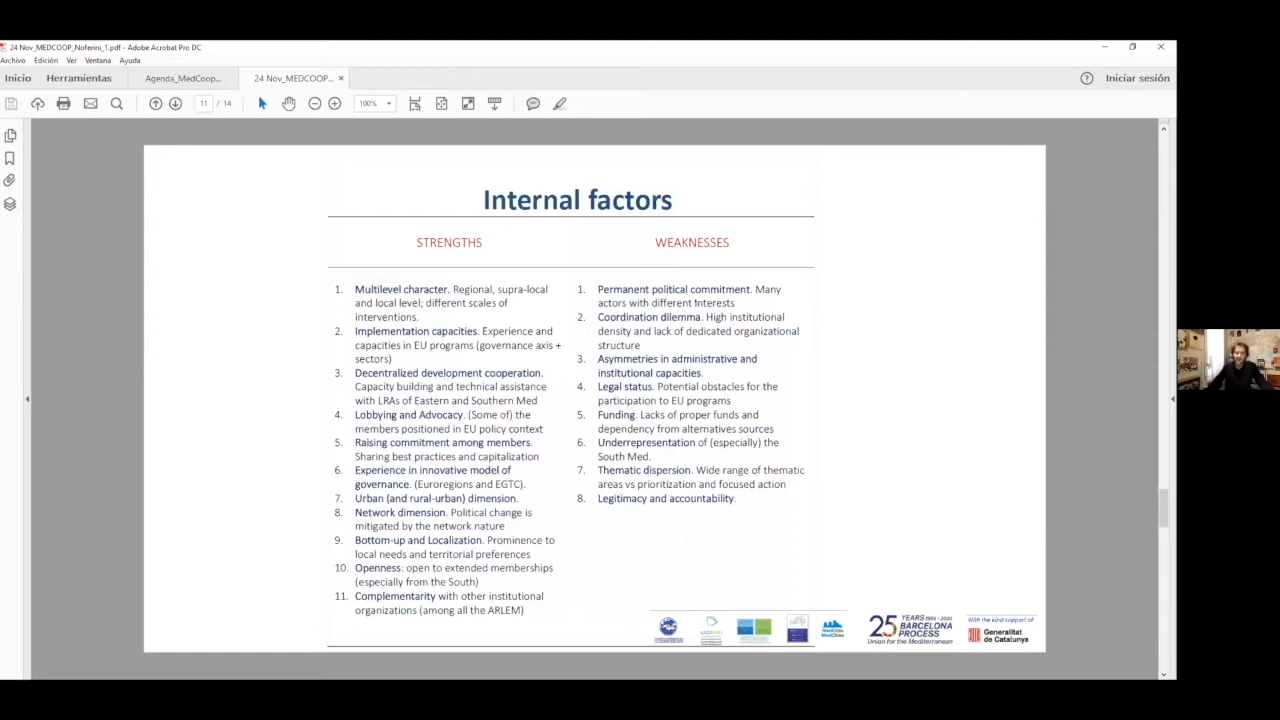 24 Nov_MEDCOOP_Noferini_1.pdf - Adobe Acrobat Pro DC
Archivo Edición Ver Ventana Ayuda
Inicio Herramientas Agenda_MedCoop... 24 Nov_MEDCOOP... × Iniciar sesión
11 / 14 100%
Internal factors
STRENGTHS
1. Multilevel character. Regional, supra-local
and local level; different scales of
interventions.
2. Implementation capacities. Experience and
capacities in EU programs (governance axis +
sectors)
3. Decentralized development cooperation.
Capacity building and technical assistance
with LRAs of Eastern and Southern Med
4. Lobbying and Advocacy. (Some of) the
members positioned in EU policy context
5. Raising commitment among members.
Sharing best practices and capitalization
6. Experience in innovative model of
governance. (Euroregions and EGTC).
7. Urban (and rural-urban) dimension.
8. Network dimension. Political change is
mitigated by the network nature
9. Bottom-up and Localization. Prominence to
local needs and territorial preferences
10. Openness: open to extended memberships
(especially from the South)
11. Complementarity with other institutional
organizations (among all the ARLEM)
WEAKNESSES
1. Permanent political commitment. Many
actors with different interests
2. Coordination dilemma. High institutional
density and lack of dedicated organizational
structure
3. Asymmetries in administrative and
institutional capacities.
4. Legal status. Potential obstacles for the
participation to EU programs
5. Funding. Lacks of proper funds and
dependency from alternatives sources
6. Underrepresentation of (especially) the
South Med.
7. Thematic dispersion. Wide range of thematic
areas vs prioritization and focused action
8. Legitimacy and accountability.
MedCités
MedCities
25 YEARS 1995 - 2020
BARCELONA
PROCESS
Union for the Mediterranean
With the kind support of:
Generalitat
de Catalunya